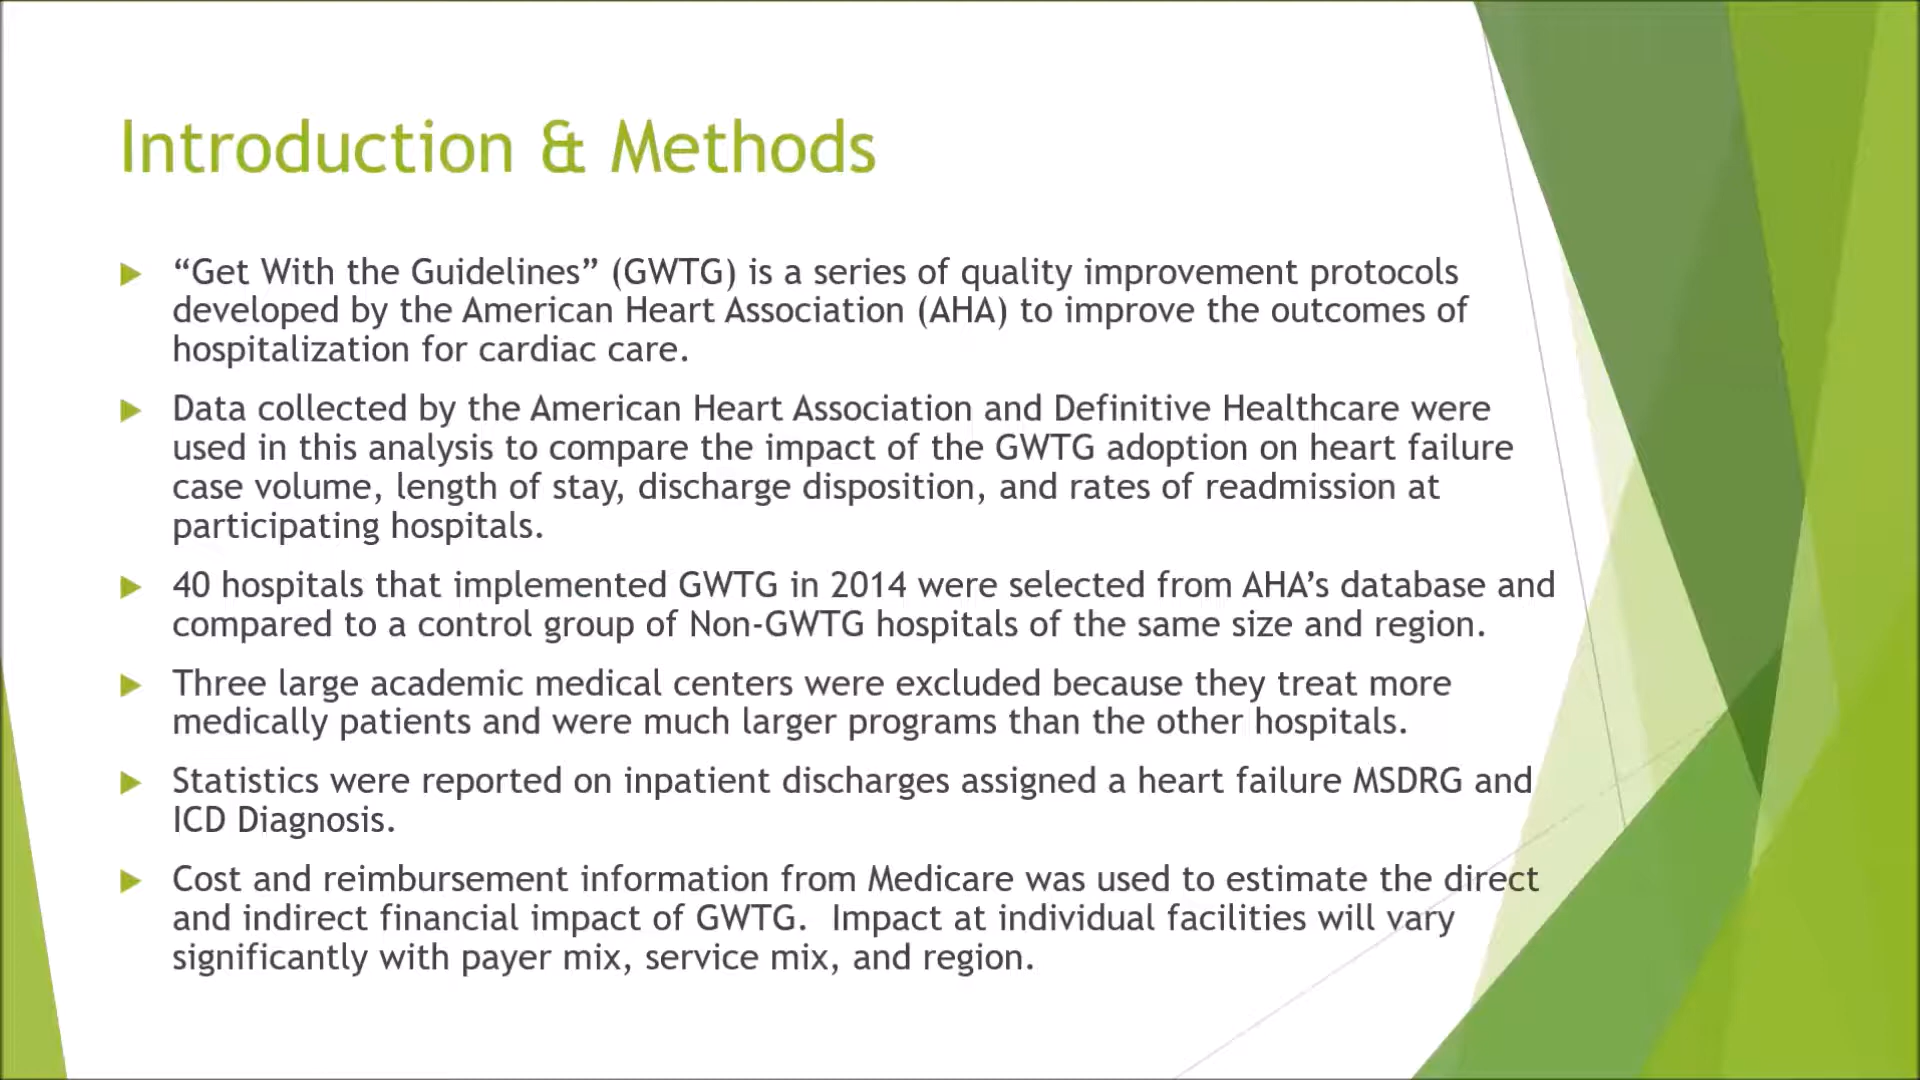 Introduction & Methods
“Get With the Guidelines” (GWTG) is a series of quality improvement protocols
developed by the American Heart Association (AHA) to improve the outcomes of
hospitalization for cardiac care.
Data collected by the American Heart Association and Definitive Healthcare were
used in this analysis to compare the impact of the GWTG adoption on heart failure
case volume, length of stay, discharge disposition, and rates of readmission at
participating hospitals.
40 hospitals that implemented GWTG in 2014 were selected from AHA’s database and
compared to a control group of Non-GWTG hospitals of the same size and region.
Three large academic medical centers were excluded because they treat more
medically patients and were much larger programs than the other hospitals.
Statistics were reported on inpatient discharges assigned a heart failure MSDRG and
ICD Diagnosis.
Cost and reimbursement information from Medicare was used to estimate the direct
and indirect financial impact of GWTG.  Impact at individual facilities will vary
significantly with payer mix, service mix, and region.